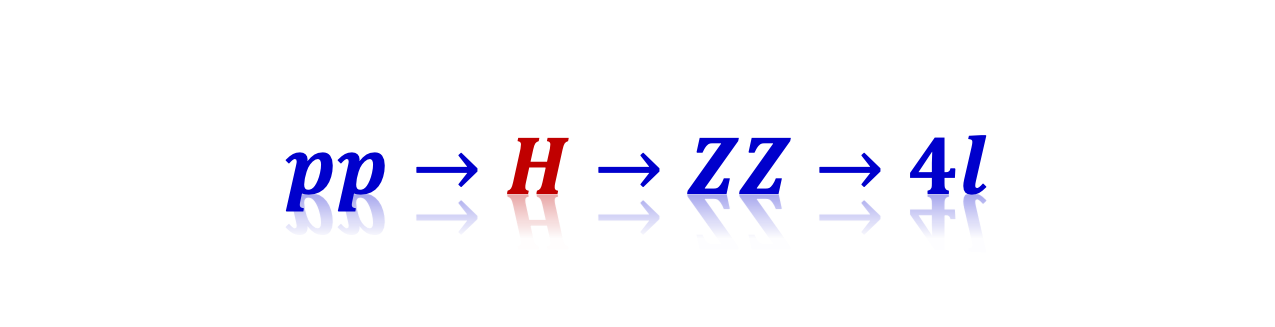 pp → H → ZZ → 4l